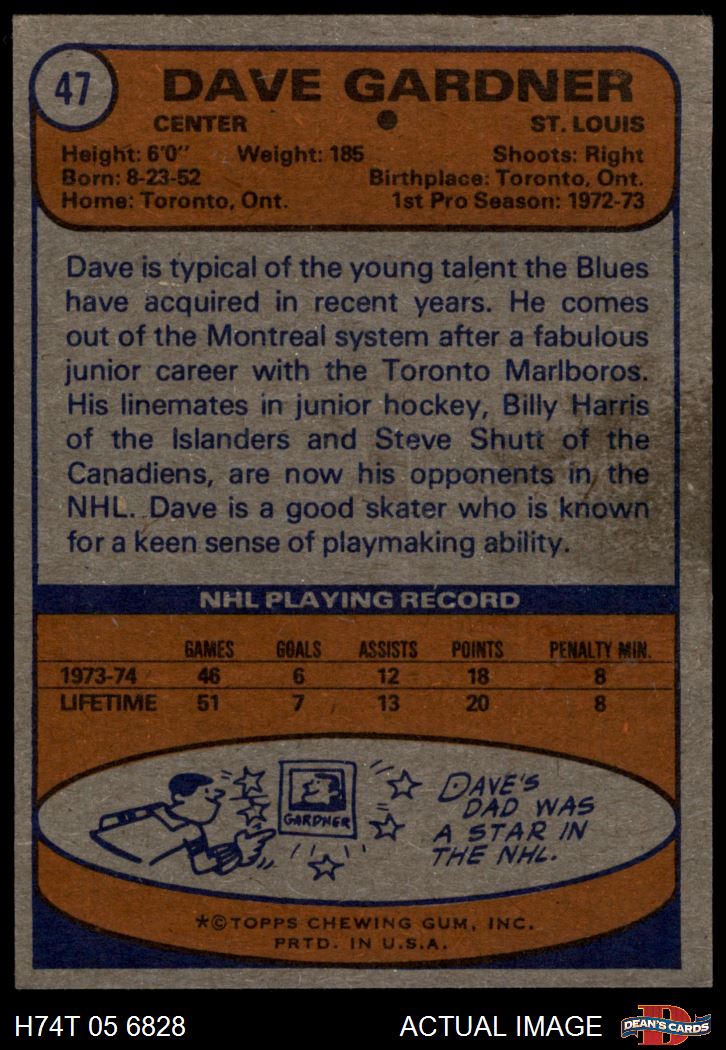 47
DAVE GARDNER
CENTER ● ST. LOUIS
Height: 6'0" Weight: 185 Shoots: Right
Born: 8-23-52 Birthplace: Toronto, Ont.
Home: Toronto, Ont. 1st Pro Season: 1972-73
Dave is typical of the young talent the Blues
have acquired in recent years. He comes
out of the Montreal system after a fabulous
junior career with the Toronto Marlboros.
His linemates in junior hockey, Billy Harris
of the Islanders and Steve Shutt of the
Canadiens, are now his opponents in the
NHL. Dave is a good skater who is known
for a keen sense of playmaking ability.
NHL PLAYING RECORD
GAMES GOALS ASSISTS POINTS PENALTY MIN.
1973-74 46 6 12 18 8
LIFETIME 51 7 13 20 8
GARDNER
DAVE'S
DAD WAS
A STAR IN
THE NHL.
*©TOPPS CHEWING GUM, INC.
PRTD. IN U.S.A.
H74T 05 6828 ACTUAL IMAGE
D
DEAN'S CARDS